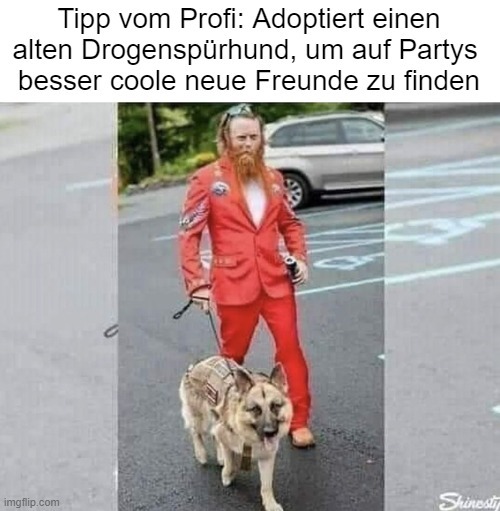 Tipp vom Profi: Adoptiert einen
alten Drogenspürhund, um auf Partys
besser coole neue Freunde zu finden
imgflip.com
Shinesty